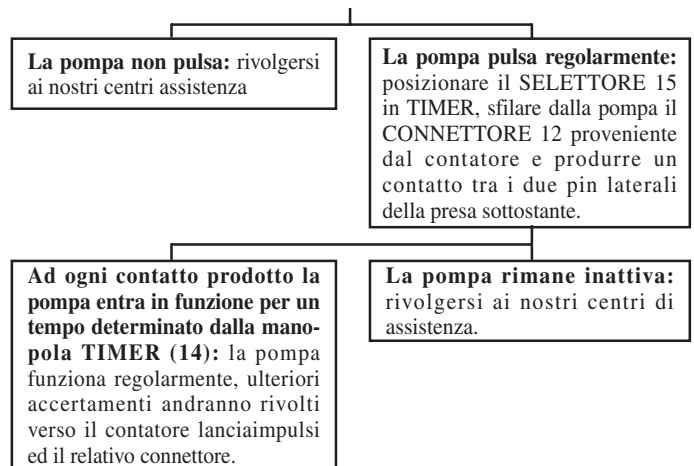 La pompa non pulsa: rivolgersi
ai nostri centri assistenza
La pompa pulsa regolarmente:
posizionare il SELETTORE 15
in TIMER, sfilare dalla pompa il
CONNETTORE 12 proveniente
dal contatore e produrre un
contatto tra i due pin laterali
della presa sottostante.
Ad ogni contatto prodotto la
pompa entra in funzione per un
tempo determinato dalla mano-
pola TIMER (14): la pompa
funziona regolarmente, ulteriori
accertamenti andranno rivolti
verso il contatore lanciaimpulsi
ed il relativo connettore.
La pompa rimane inattiva:
rivolgersi ai nostri centri di
assistenza.